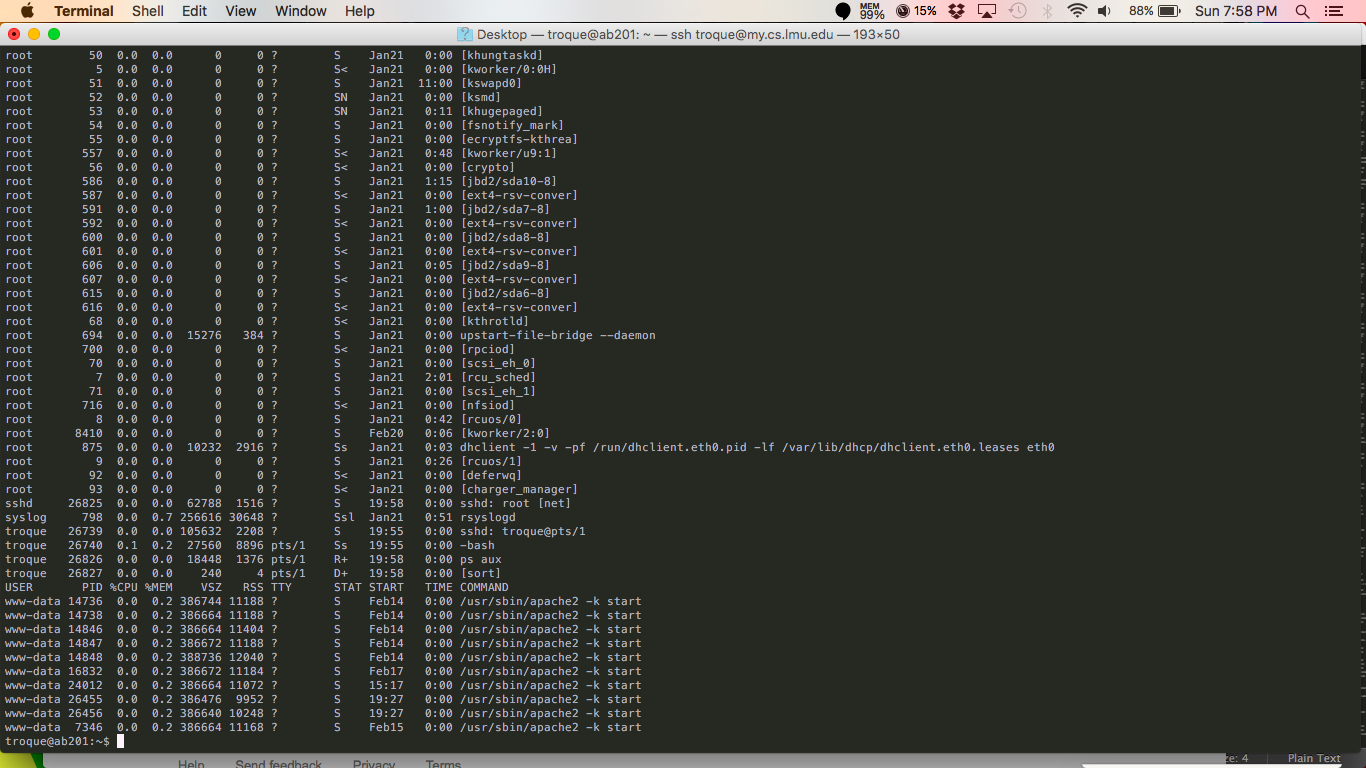 Terminal Shell Edit View Window Help MEM 99% 15% 88% Sun 7:58 PM
Desktop — troque@ab201: ~ — ssh troque@my.cs.lmu.edu — 193×50
root 50 0.0 0.0 0 0 ? S Jan21 0:00 [khungtaskd]
root 5 0.0 0.0 0 0 ? S< Jan21 0:00 [kworker/0:0H]
root 51 0.0 0.0 0 0 ? S Jan21 11:00 [kswapd0]
root 52 0.0 0.0 0 0 ? SN Jan21 0:00 [ksmd]
root 53 0.0 0.0 0 0 ? SN Jan21 0:11 [khugepaged]
root 54 0.0 0.0 0 0 ? S Jan21 0:00 [fsnotify_mark]
root 55 0.0 0.0 0 0 ? S Jan21 0:00 [ecryptfs-kthrea]
root 557 0.0 0.0 0 0 ? S< Jan21 0:48 [kworker/u9:1]
root 56 0.0 0.0 0 0 ? S< Jan21 0:00 [crypto]
root 586 0.0 0.0 0 0 ? S Jan21 1:15 [jbd2/sda10-8]
root 587 0.0 0.0 0 0 ? S< Jan21 0:00 [ext4-rsv-conver]
root 591 0.0 0.0 0 0 ? S Jan21 1:00 [jbd2/sda7-8]
root 592 0.0 0.0 0 0 ? S< Jan21 0:00 [ext4-rsv-conver]
root 600 0.0 0.0 0 0 ? S Jan21 0:00 [jbd2/sda8-8]
root 601 0.0 0.0 0 0 ? S< Jan21 0:00 [ext4-rsv-conver]
root 606 0.0 0.0 0 0 ? S Jan21 0:05 [jbd2/sda9-8]
root 607 0.0 0.0 0 0 ? S< Jan21 0:00 [ext4-rsv-conver]
root 615 0.0 0.0 0 0 ? S Jan21 0:00 [jbd2/sda6-8]
root 616 0.0 0.0 0 0 ? S< Jan21 0:00 [ext4-rsv-conver]
root 68 0.0 0.0 0 0 ? S< Jan21 0:00 [kthrotld]
root 694 0.0 0.0 15276 384 ? S Jan21 0:00 upstart-file-bridge --daemon
root 700 0.0 0.0 0 0 ? S< Jan21 0:00 [rpciod]
root 70 0.0 0.0 0 0 ? S Jan21 0:00 [scsi_eh_0]
root 7 0.0 0.0 0 0 ? S Jan21 2:01 [rcu_sched]
root 71 0.0 0.0 0 0 ? S Jan21 0:00 [scsi_eh_1]
root 716 0.0 0.0 0 0 ? S< Jan21 0:00 [nfsiod]
root 8 0.0 0.0 0 0 ? S Jan21 0:42 [rcuos/0]
root 8410 0.0 0.0 0 0 ? S Feb20 0:06 [kworker/2:0]
root 875 0.0 0.0 10232 2916 ? Ss Jan21 0:03 dhclient -1 -v -pf /run/dhclient.eth0.pid -lf /var/lib/dhcp/dhclient.eth0.leases eth0
root 9 0.0 0.0 0 0 ? S Jan21 0:26 [rcuos/1]
root 92 0.0 0.0 0 0 ? S< Jan21 0:00 [deferwq]
root 93 0.0 0.0 0 0 ? S< Jan21 0:00 [charger_manager]
sshd 26825 0.0 0.0 62788 1516 ? S 19:58 0:00 sshd: root [net]
syslog 798 0.0 0.7 256616 30648 ? Ssl Jan21 0:51 rsyslogd
troque 26739 0.0 0.0 105632 2208 ? S 19:55 0:00 sshd: troque@pts/1
troque 26740 0.1 0.2 27560 8896 pts/1 Ss 19:55 0:00 -bash
troque 26826 0.0 0.0 18448 1376 pts/1 R+ 19:58 0:00 ps aux
troque 26827 0.0 0.0 240 4 pts/1 D+ 19:58 0:00 [sort]
USER PID %CPU %MEM VSZ RSS TTY STAT START TIME COMMAND
www-data 14736 0.0 0.2 386744 11188 ? S Feb14 0:00 /usr/sbin/apache2 -k start
www-data 14738 0.0 0.2 386664 11188 ? S Feb14 0:00 /usr/sbin/apache2 -k start
www-data 14846 0.0 0.2 386664 11404 ? S Feb14 0:00 /usr/sbin/apache2 -k start
www-data 14847 0.0 0.2 386672 11188 ? S Feb14 0:00 /usr/sbin/apache2 -k start
www-data 14848 0.0 0.2 388736 12040 ? S Feb14 0:00 /usr/sbin/apache2 -k start
www-data 16832 0.0 0.2 386672 11184 ? S Feb17 0:00 /usr/sbin/apache2 -k start
www-data 24012 0.0 0.2 386664 11072 ? S 15:17 0:00 /usr/sbin/apache2 -k start
www-data 26455 0.0 0.2 386476 9952 ? S 19:27 0:00 /usr/sbin/apache2 -k start
www-data 26456 0.0 0.2 386640 10248 ? S 19:27 0:00 /usr/sbin/apache2 -k start
www-data 7346 0.0 0.2 386664 11168 ? S Feb15 0:00 /usr/sbin/apache2 -k start
troque@ab201:~$
Help Send feedback Privacy Terms ze: 4 Plain Text